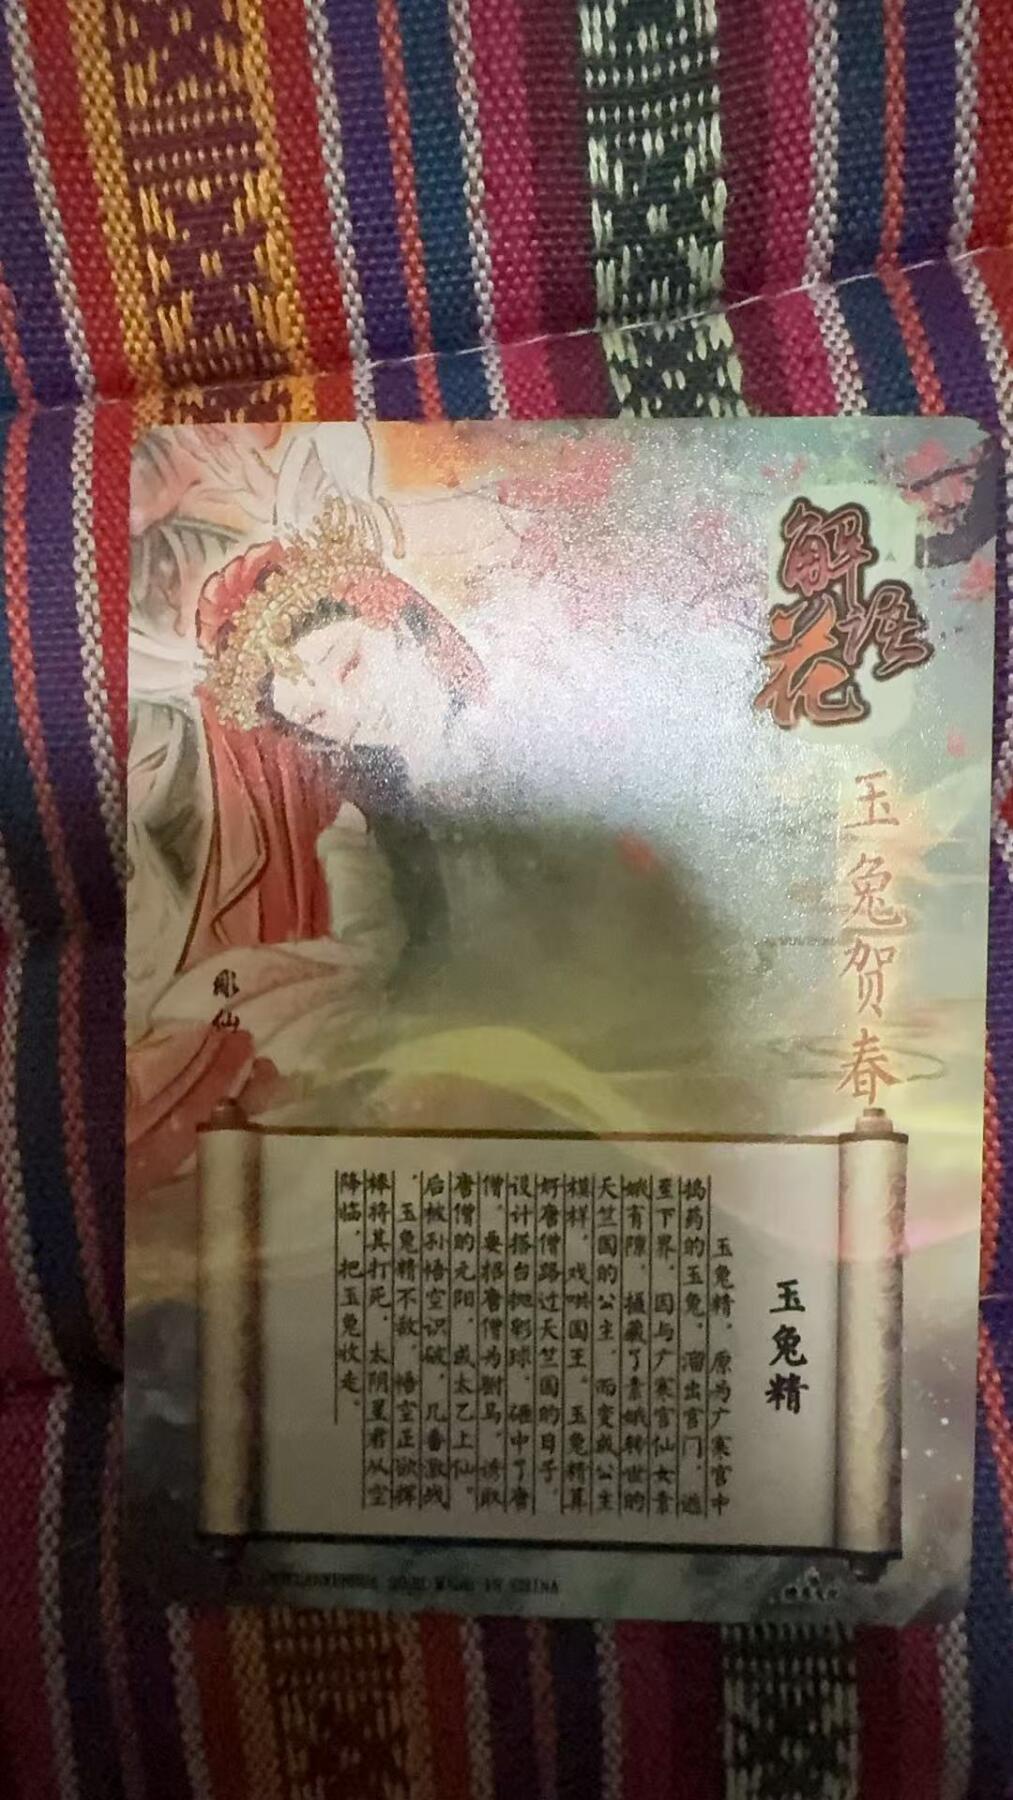 解语花
玉兔贺春
彫仙
玉兔精
玉兔精，原为广寒宫中
捣药的玉兔，溜出宫门，逃
至下界，因与广寒宫仙女素
娥有隙，摄藏了素娥转世的
天竺国的公主，而变成公主
模样，戏哄国王。玉兔精算
好唐僧路过天竺国的日子，
设计搭台抛彩球，砸中了唐
僧，要招唐僧为驸马，诱取
唐僧的元阳，成太乙上仙。
后被孙悟空识破，几番激战
，玉兔精不敌，悟空正欲挥
棒将其打死，太阴星君从空
降临，把玉兔收走。
MADE IN CHINA